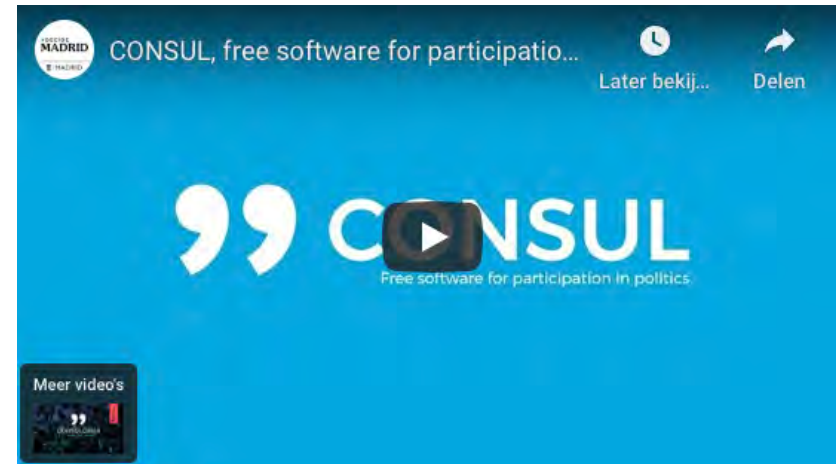 DECIDE
MADRID
MADRID
CONSUL, free software for participatio...
Later bekij...
Delen
CONSUL
Free software for participation in politics
Meer video's